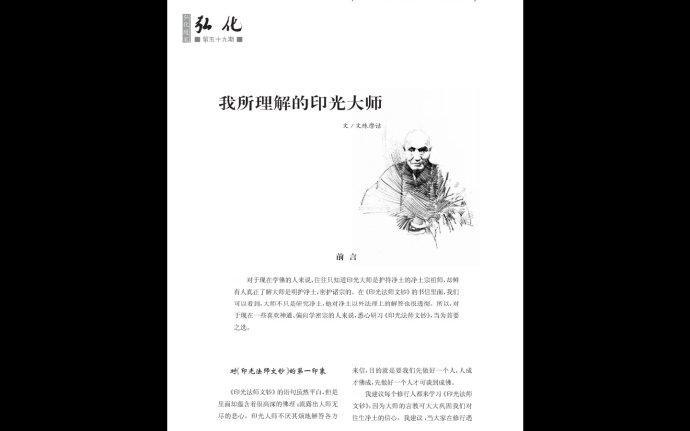 弘化
第五十九期
我所理解的印光大师
前 言
对于现在学佛的人来说,往往只知道印光大师是护持净土的净土宗祖师,却鲜
有人真正了解大师是明护净土,密护诸宗的。在《印光法师文钞》的书信里面,我们
可以看到,大师不只是研究净土,他对净土以外法理上的解答也很透彻。所以,对
于现在一些喜欢神通、偏向学密宗的人来说,悉心研习《印光法师文钞》,当为首要
之选。
对《印光法师文钞》的第一印象
《印光法师文钞》的语句虽然平白,但是
里面却蕴含着很高深的佛理,流露出大师无
尽的悲心。印光大师不厌其烦地解答各方
来信,目的就是要我们先做好一个人,人成
才佛成,先做好一个人才可谈到成佛。
我建议每个修行人都来学习《印光法师
文钞》,因为大师的言教可大大巩固我们对
往生净土的信心。我建议,当大家在修行遇